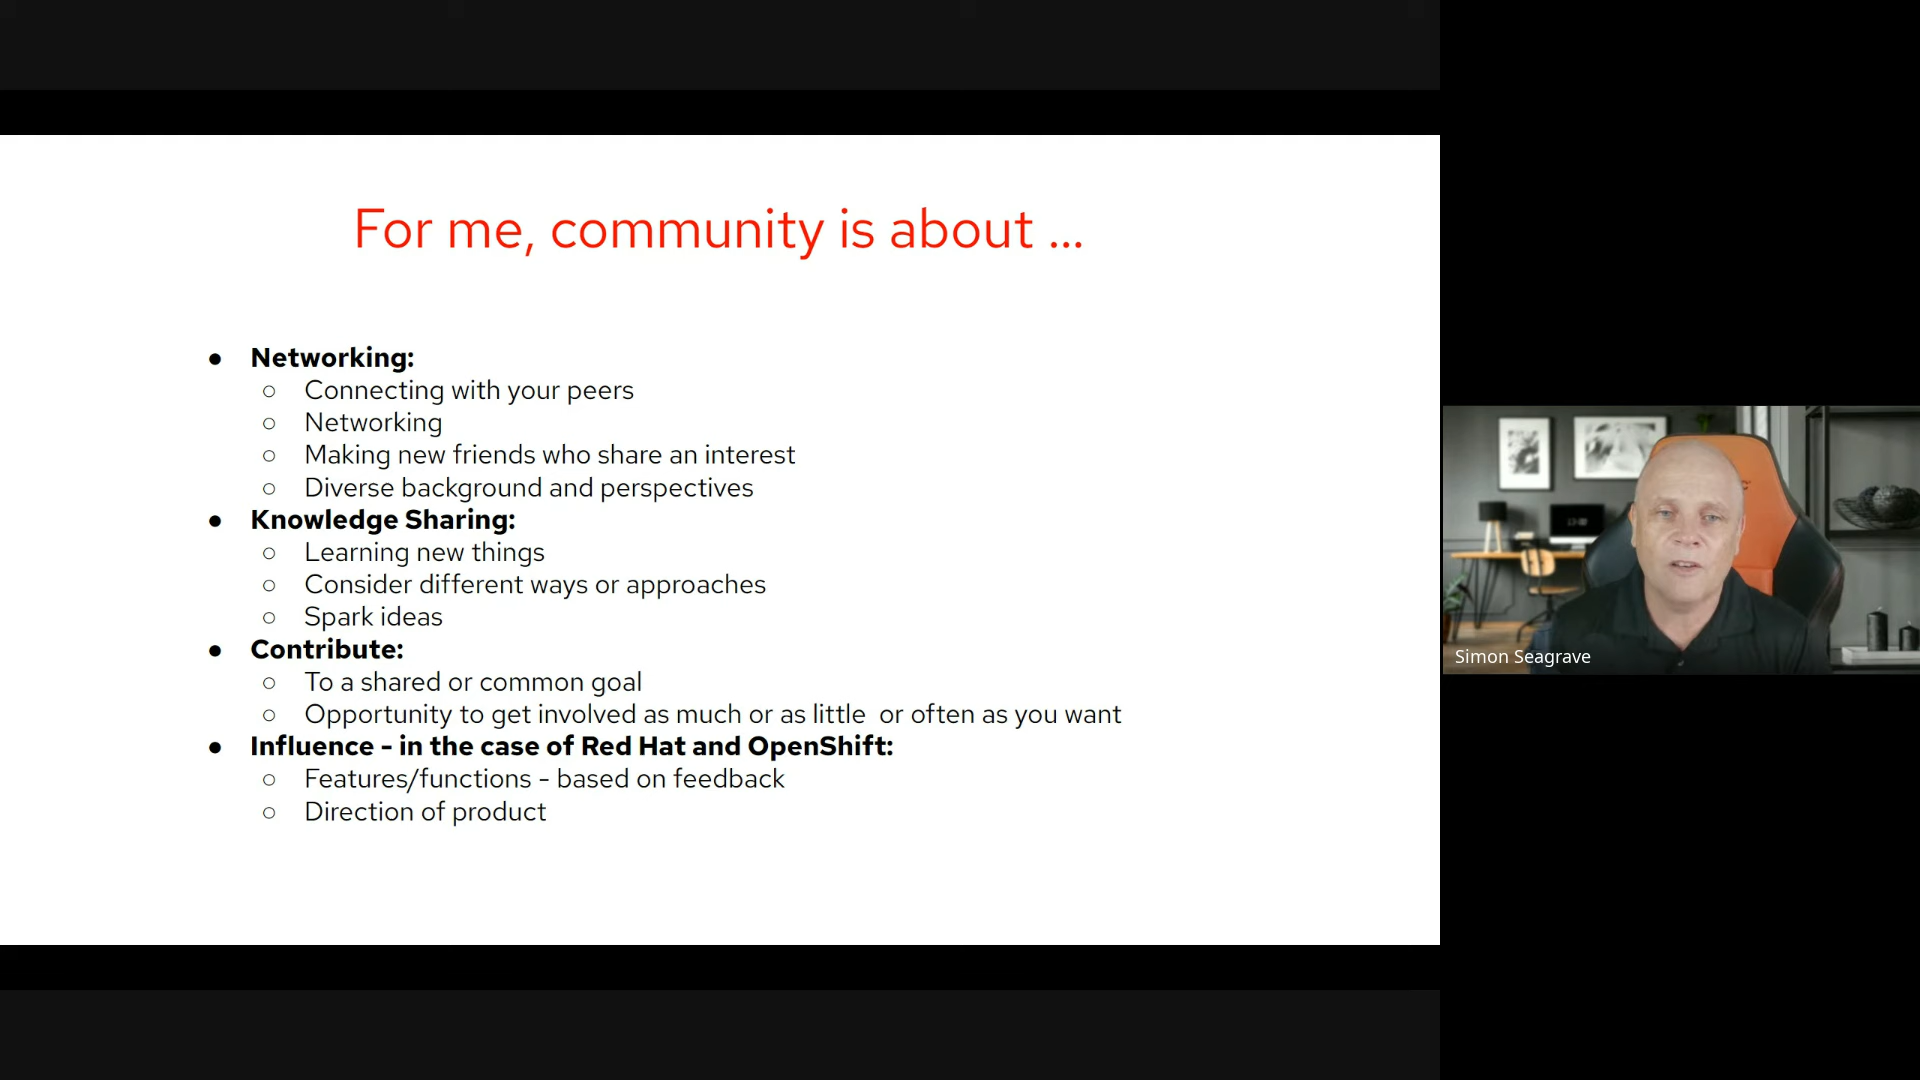 For me, community is about ...
● Networking:
○ Connecting with your peers
○ Networking
○ Making new friends who share an interest
○ Diverse background and perspectives
● Knowledge Sharing:
○ Learning new things
○ Consider different ways or approaches
○ Spark ideas
● Contribute:
○ To a shared or common goal
○ Opportunity to get involved as much or as little  or often as you want
● Influence - in the case of Red Hat and OpenShift:
○ Features/functions - based on feedback
○ Direction of product
Simon Seagrave